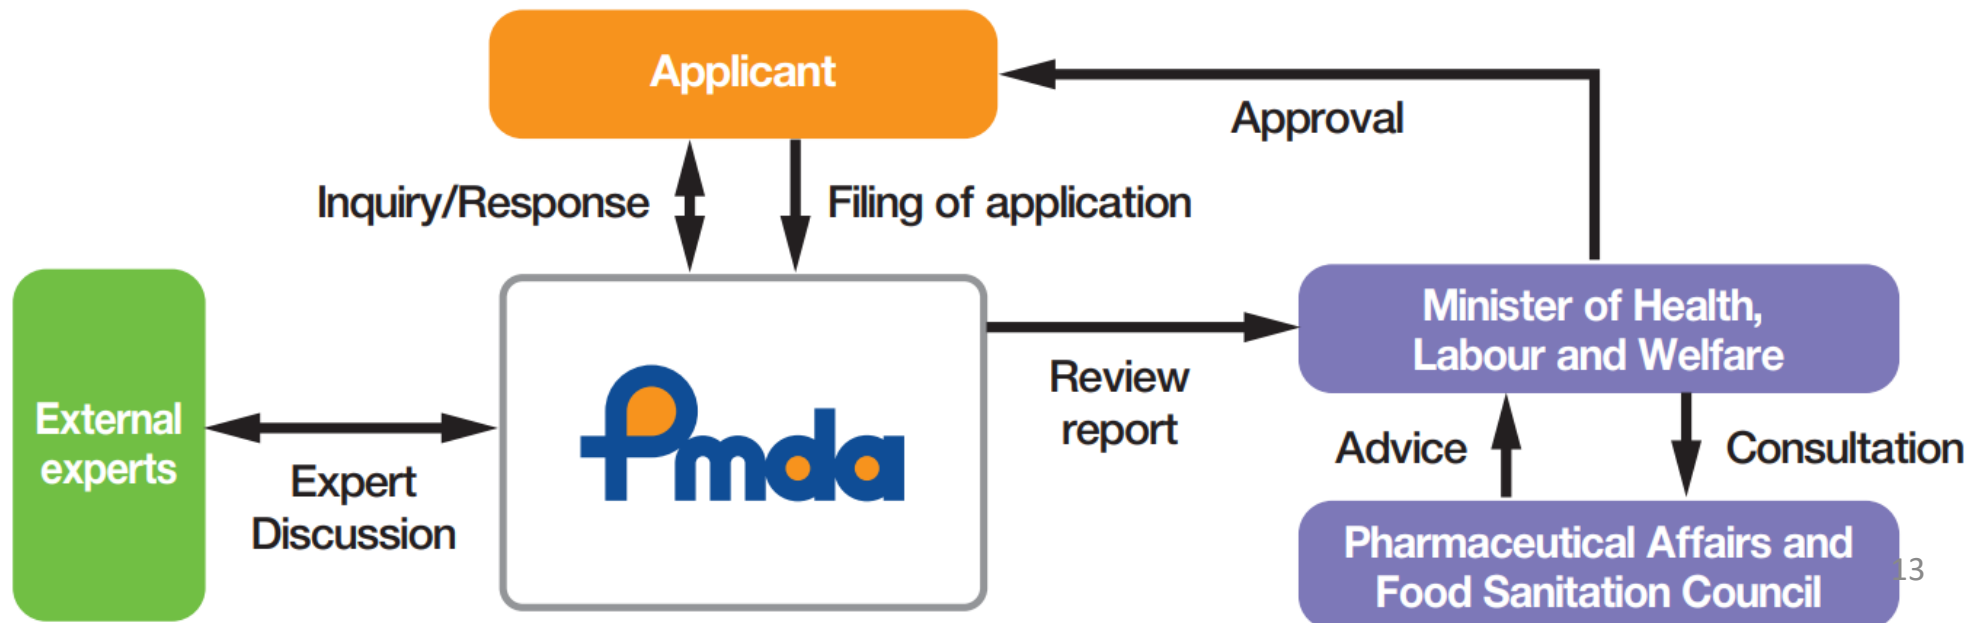 Applicant
Approval
Inquiry/Response
Filing of application
External
experts
Expert
Discussion
pmda
Review
report
Minister of Health,
Labour and Welfare
Advice
Consultation
Pharmaceutical Affairs and
Food Sanitation Council
13